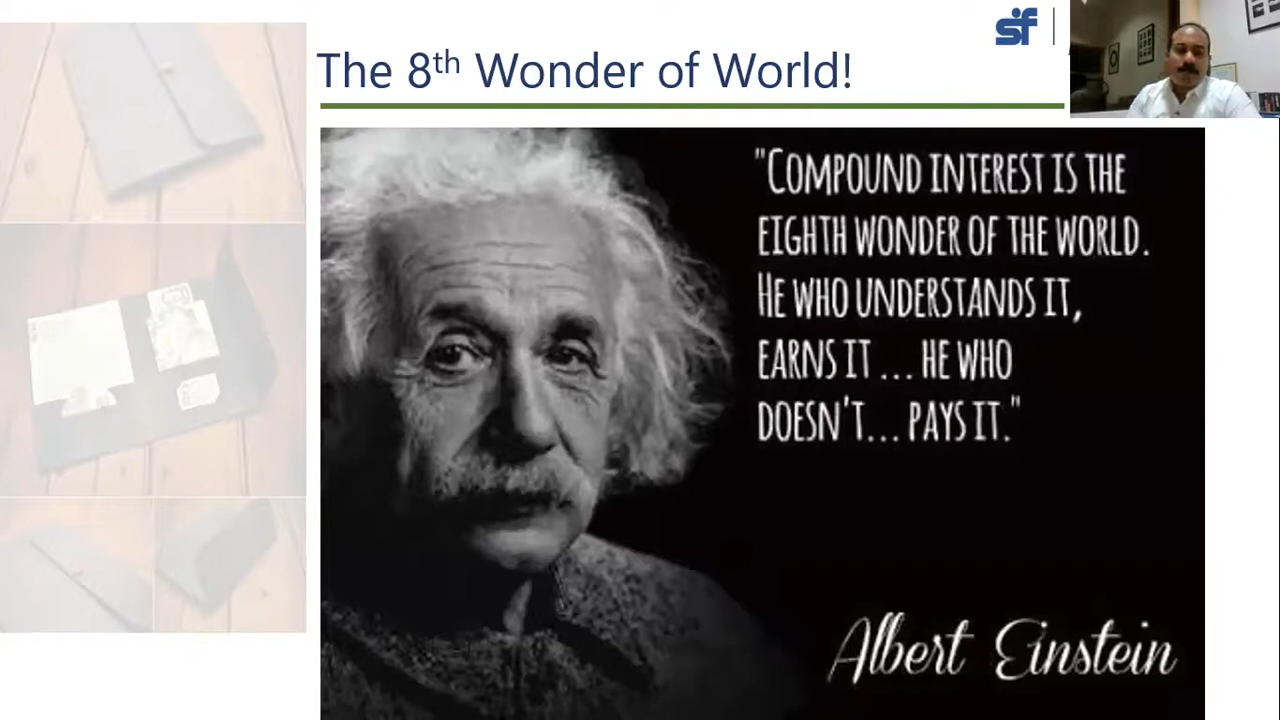 sf
The 8th Wonder of World!
"COMPOUND INTEREST IS THE
EIGHTH WONDER OF THE WORLD.
HE WHO UNDERSTANDS IT,
EARNS IT ... HE WHO
DOESN'T... PAYS IT."
Albert Einstein